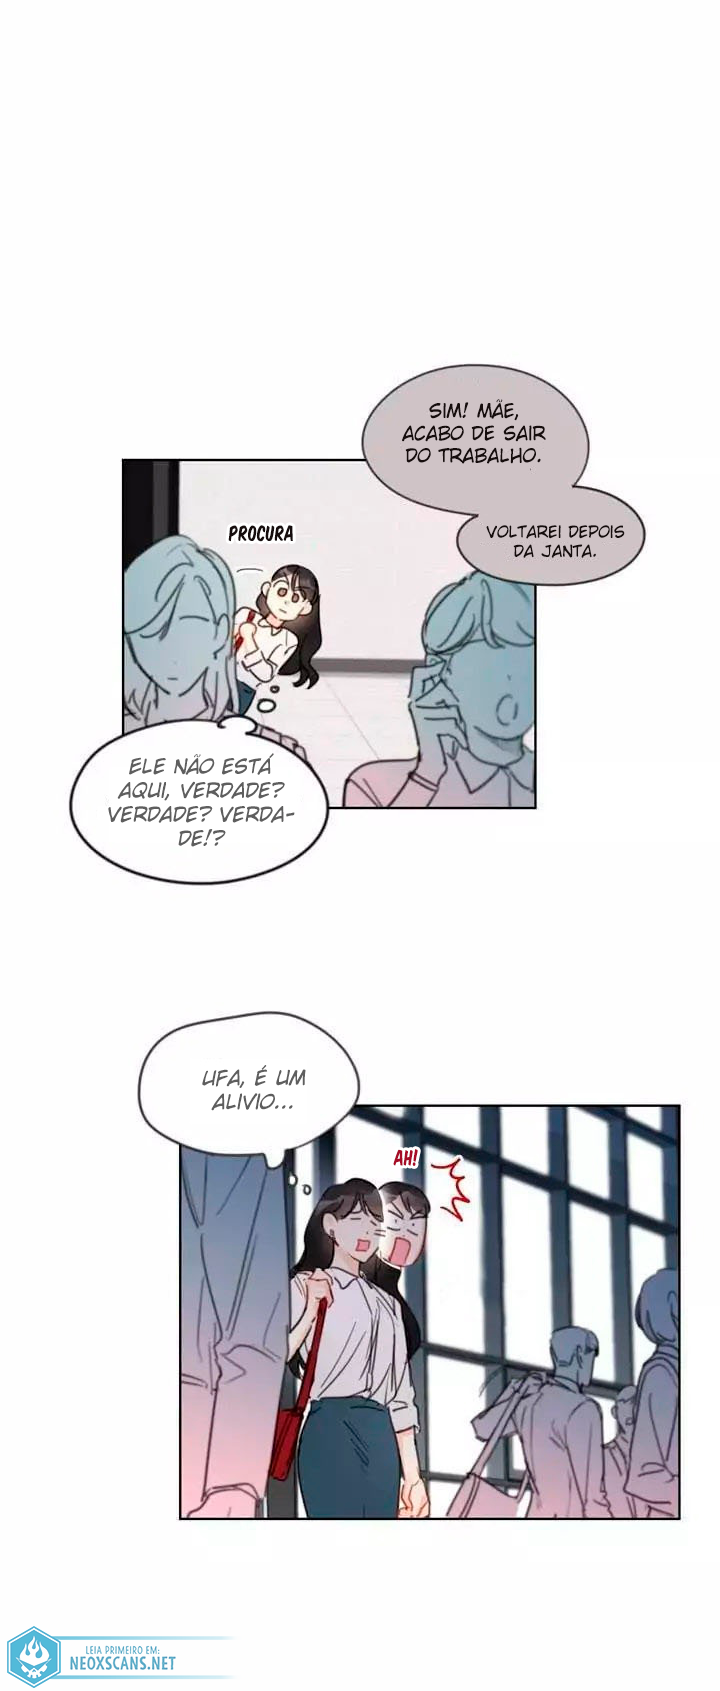 SIM! MÃE,
ACABO DE SAIR
DO TRABALHO.
VOLTAREI DEPOIS
DA JANTA.
PROCURA
ELE NÃO ESTÁ
AQUI, VERDADE?
VERDADE? VERDA-
DE!?
UFA, É UM
ALIVIO...
AH!
LEIA PRIMEIRO EM:
NEOXSCANS.NET